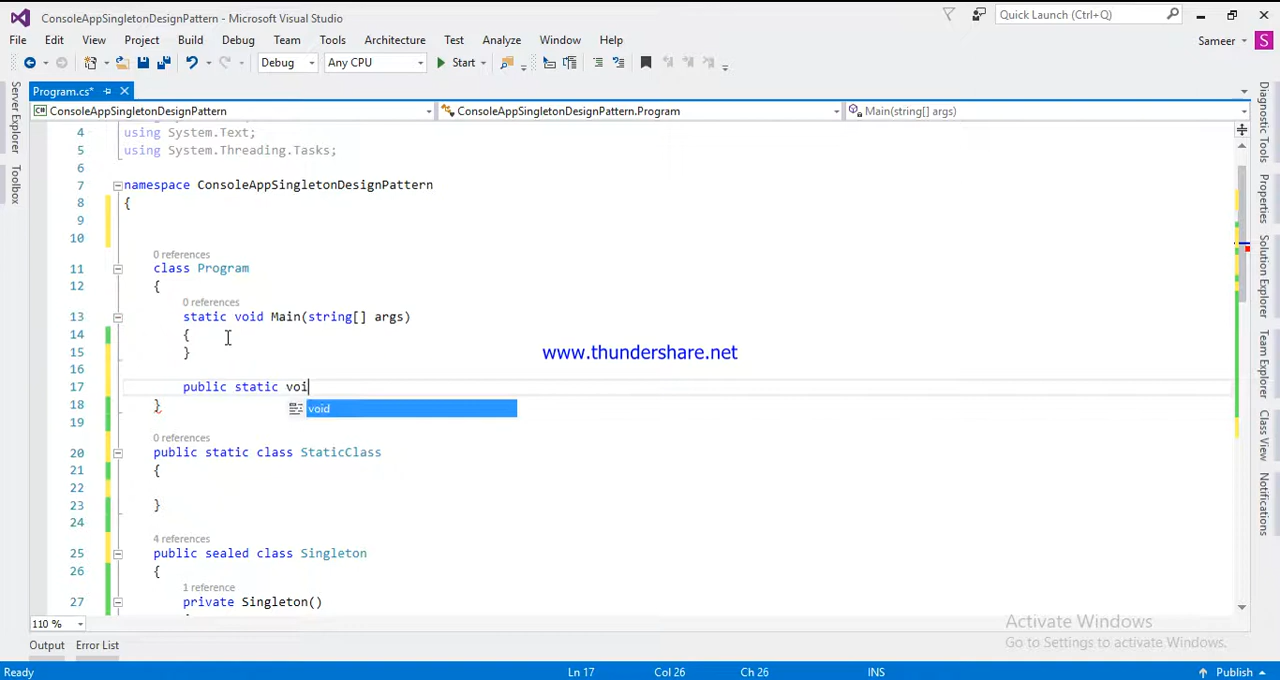 ConsoleAppSingletonDesignPattern - Microsoft Visual Studio
Quick Launch (Ctrl+Q)
File Edit View Project Build Debug Team Tools Architecture Test Analyze Window Help
Sameer S
Debug Any CPU Start
Program.cs*
ConsoleAppSingletonDesignPattern ConsoleAppSingletonDesignPattern.Program Main(string[] args)
Server Explorer
Toolbox
4 using System.Text;
5 using System.Threading.Tasks;
6
7 namespace ConsoleAppSingletonDesignPattern
8 {
9
10
0 references
11 class Program
12 {
0 references
13 static void Main(string[] args)
14 {
15 }
16
17 public static voi
void
18 }
19
0 references
20 public static class StaticClass
21 {
22
23 }
24
4 references
25 public sealed class Singleton
26 {
1 reference
27 private Singleton()
www.thundershare.net
Diagnostic Tools
Properties
Solution Explorer
Team Explorer
Class View
Notifications
Activate Windows
Go to Settings to activate Windows.
110 %
Output Error List
Ready Ln 17 Col 26 Ch 26 INS Publish